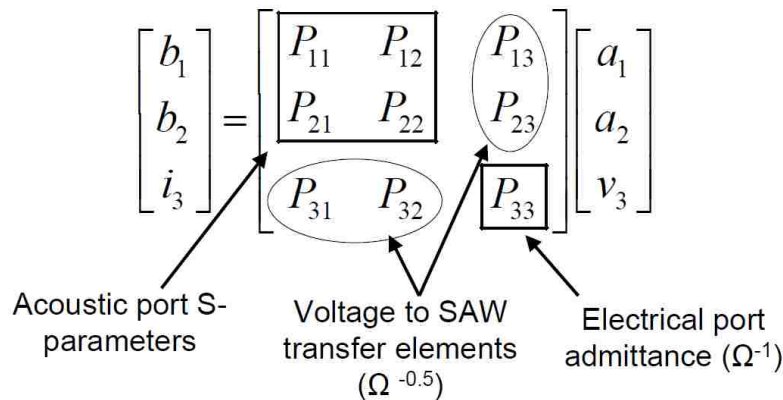 [b₁ b₂ i₃] = [P₁₁ P₁₂ P₁₃ P₂₁ P₂₂ P₂₃ P₃₁ P₃₂ P₃₃] [a₁ a₂ v₃]
Acoustic port S-
parameters
Voltage to SAW
transfer elements
(Ω ⁻⁰·⁵)
Electrical port
admittance (Ω⁻¹)